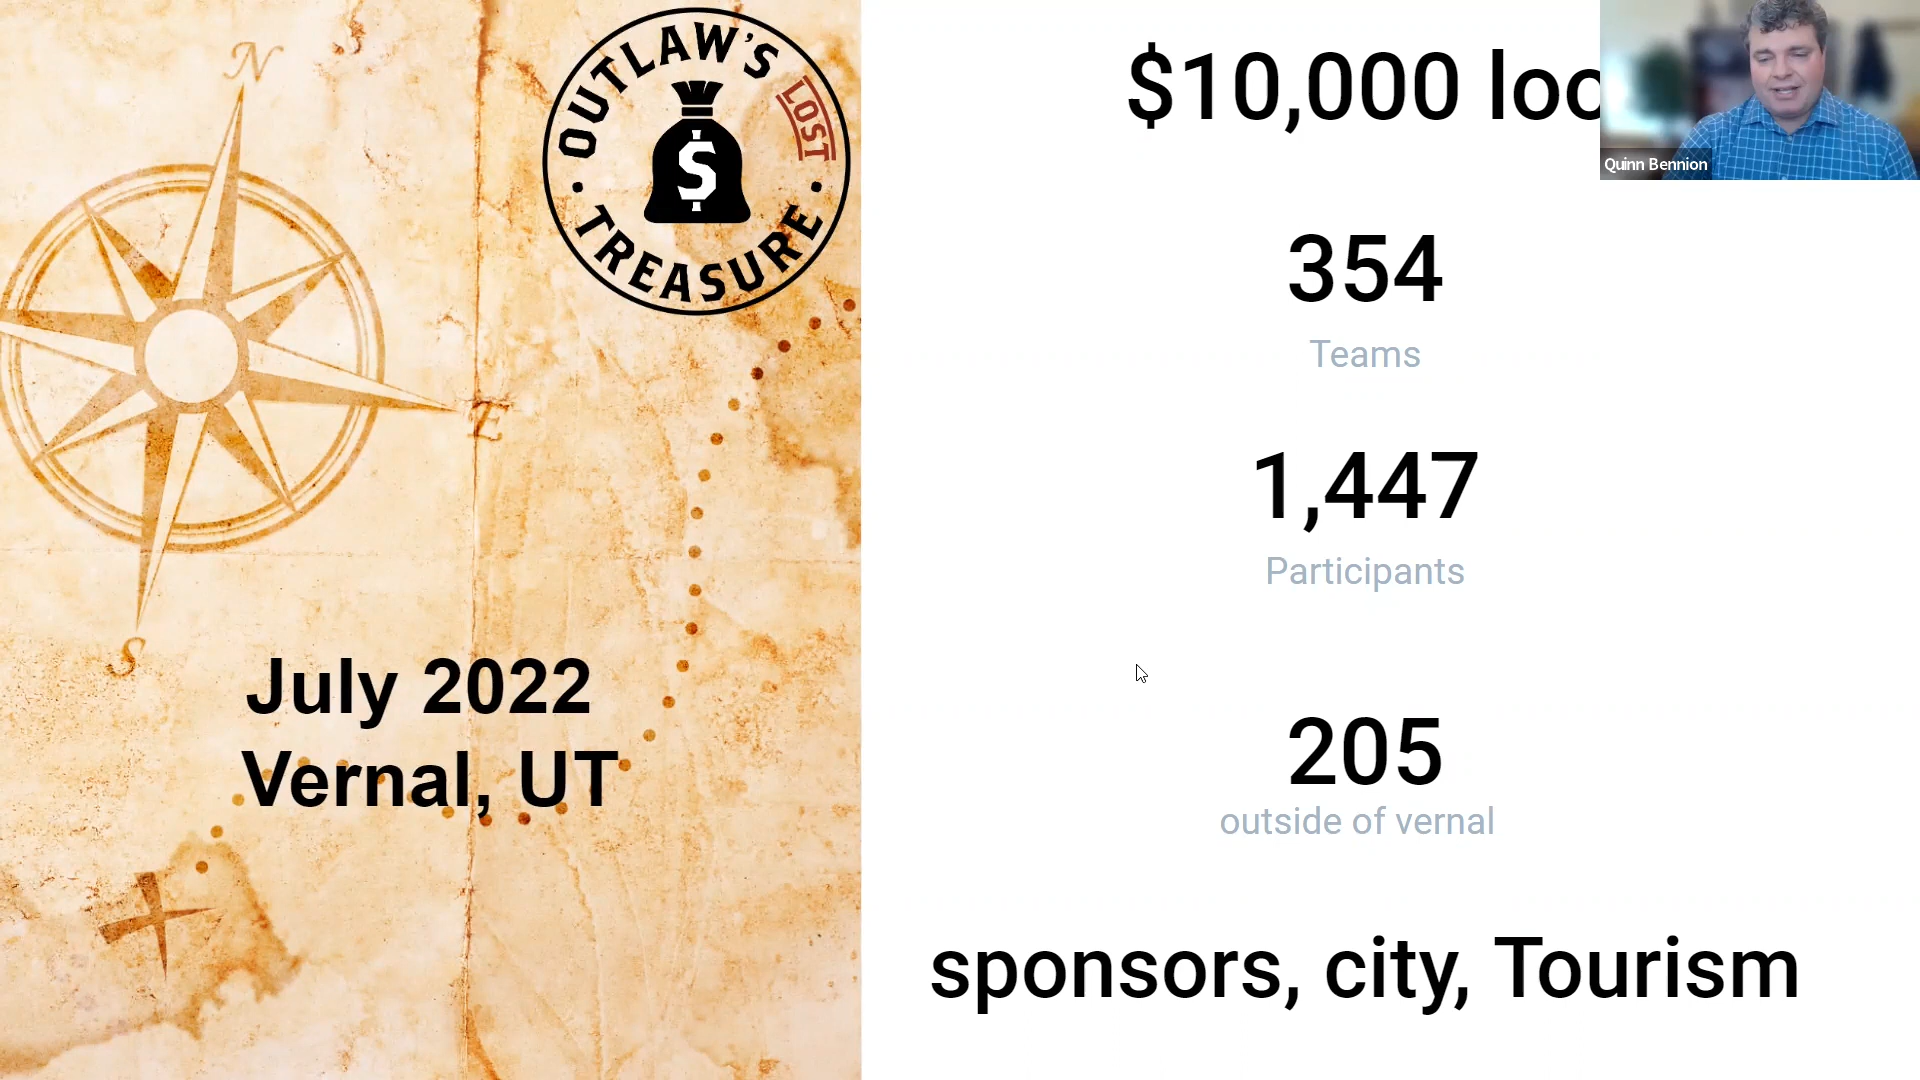 N
E
S
OUTLAW'S LOST
$
TREASURE
July 2022
Vernal, UT
$10,000
354
Teams
1,447
Participants
205
outside of vernal
sponsors, city, Tourism
Quinn Bennion